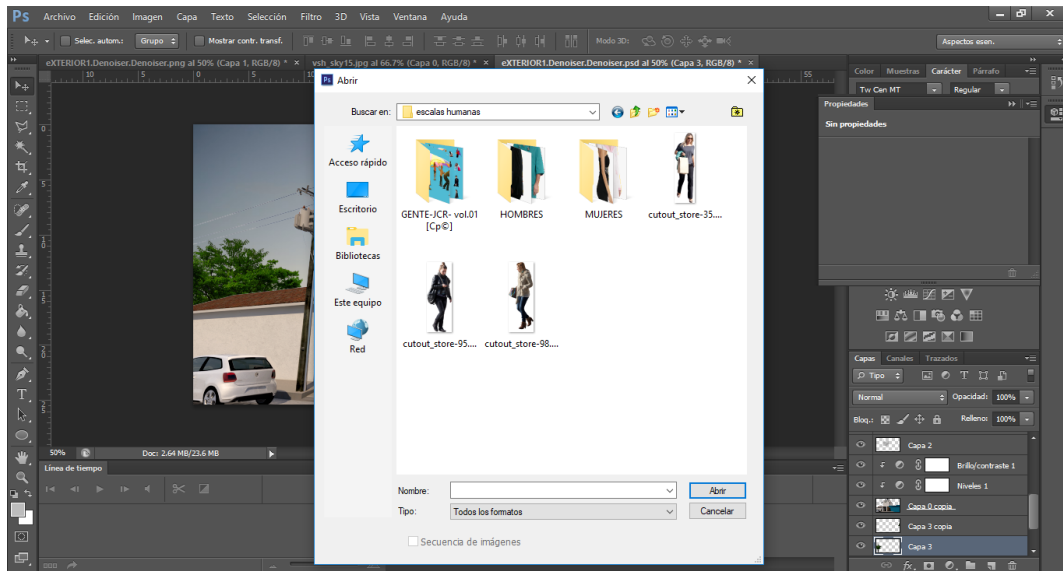 Ps Archivo Edición Imagen Capa Texto Selección Filtro 3D Vista Ventana Ayuda
Selec. autom.: Grupo Mostrar contr. transf. Modo 3D: Aspectos esen.
eXTERIOR1.Denoiser.Denoiser.png al 50% (Capa 1, RGB/8) * × vsh_sky15.jpg al 66.7% (Capa 0, RGB/8) * × eXTERIOR1.Denoiser.Denoiser.psd al 50% (Capa 3, RGB/8) * ×
Ps Abrir
Buscar en: escalas humanas
Acceso rápido
Escritorio
Bibliotecas
Este equipo
Red
GENTE-JCR- vol.01
[Cp©]
HOMBRES
MUJERES
cutout_store-35....
cutout_store-95....
cutout_store-98....
Nombre:
Abrir
Tipo: Todos los formatos
Cancelar
Secuencia de imágenes
50% Doc: 2.64 MB/23.6 MB
Línea de tiempo
Color Muestras Carácter Párrafo
Tw Cen MT Regular
Propiedades
Sin propiedades
Capas Canales Trazados
Tipo
Normal Opacidad: 100%
Bloq.: Relleno: 100%
Capa 2
Brillo/contraste 1
Niveles 1
Capa 0 copia
Capa 3 copia
Capa 3